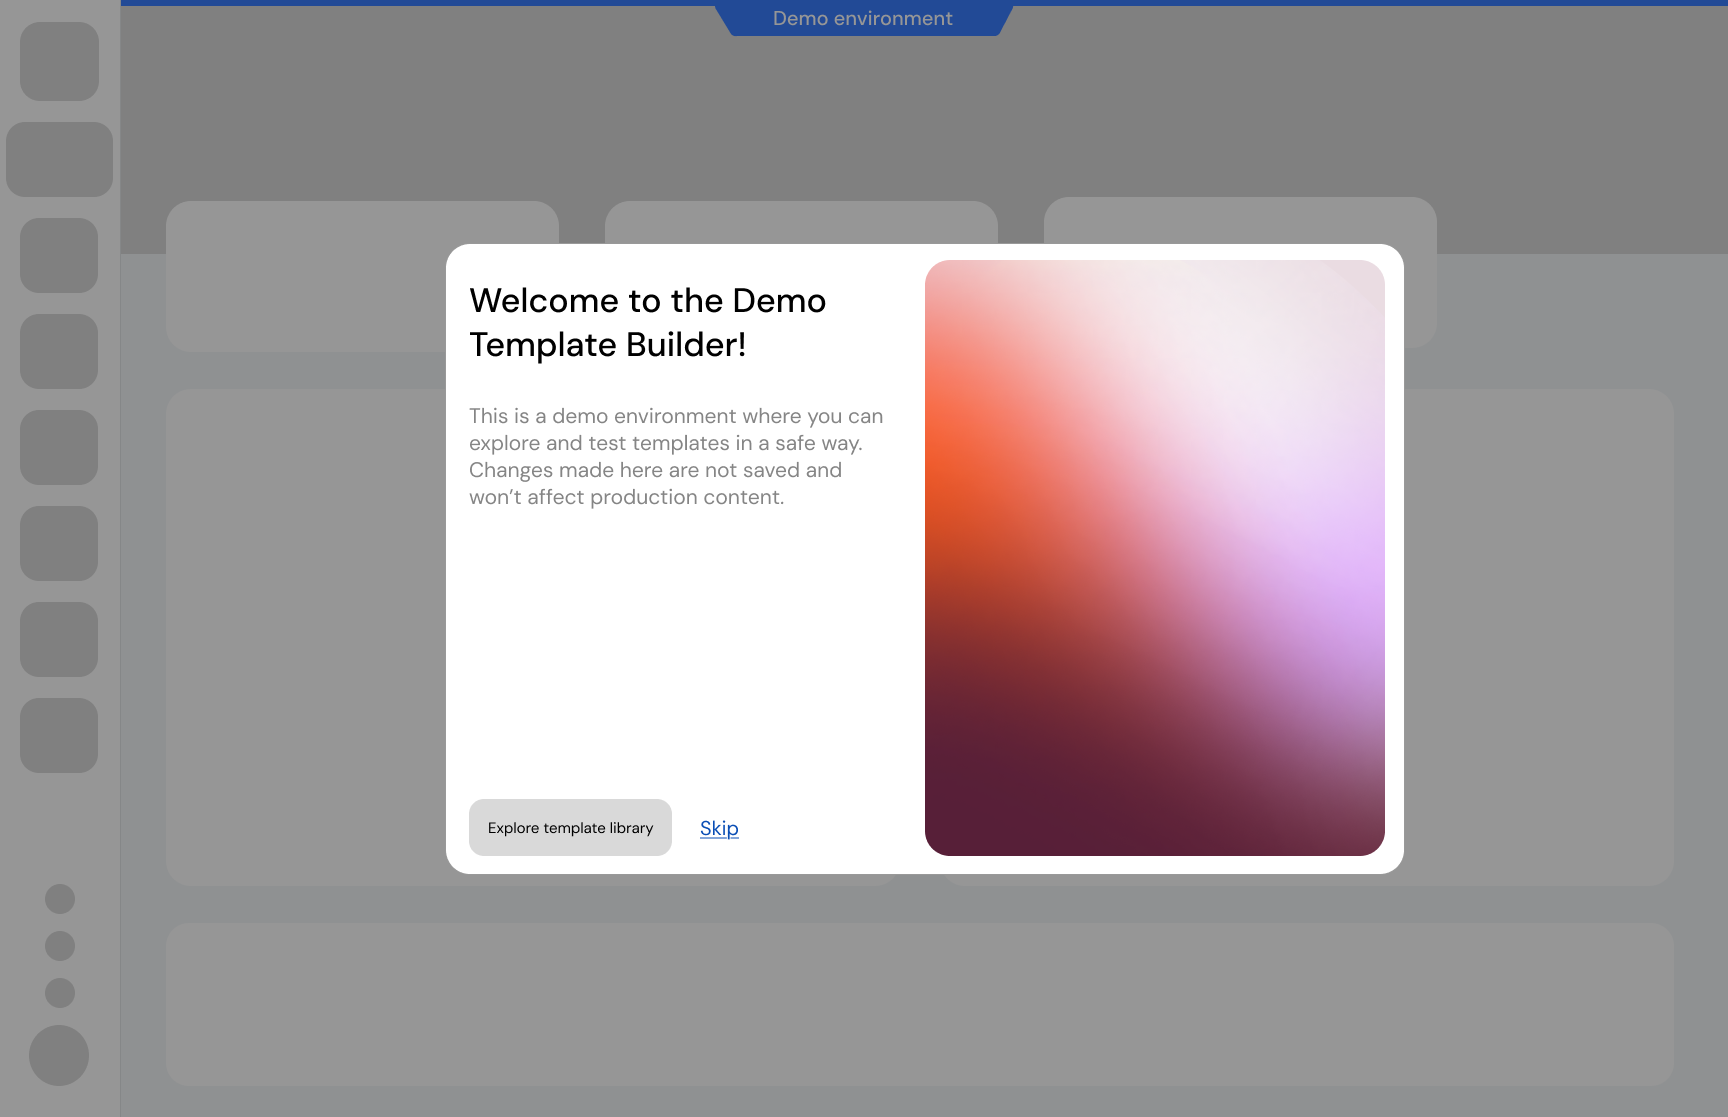 Demo environment
Welcome to the Demo
Template Builder!
This is a demo environment where you can
explore and test templates in a safe way.
Changes made here are not saved and
won’t affect production content.
Explore template library
Skip